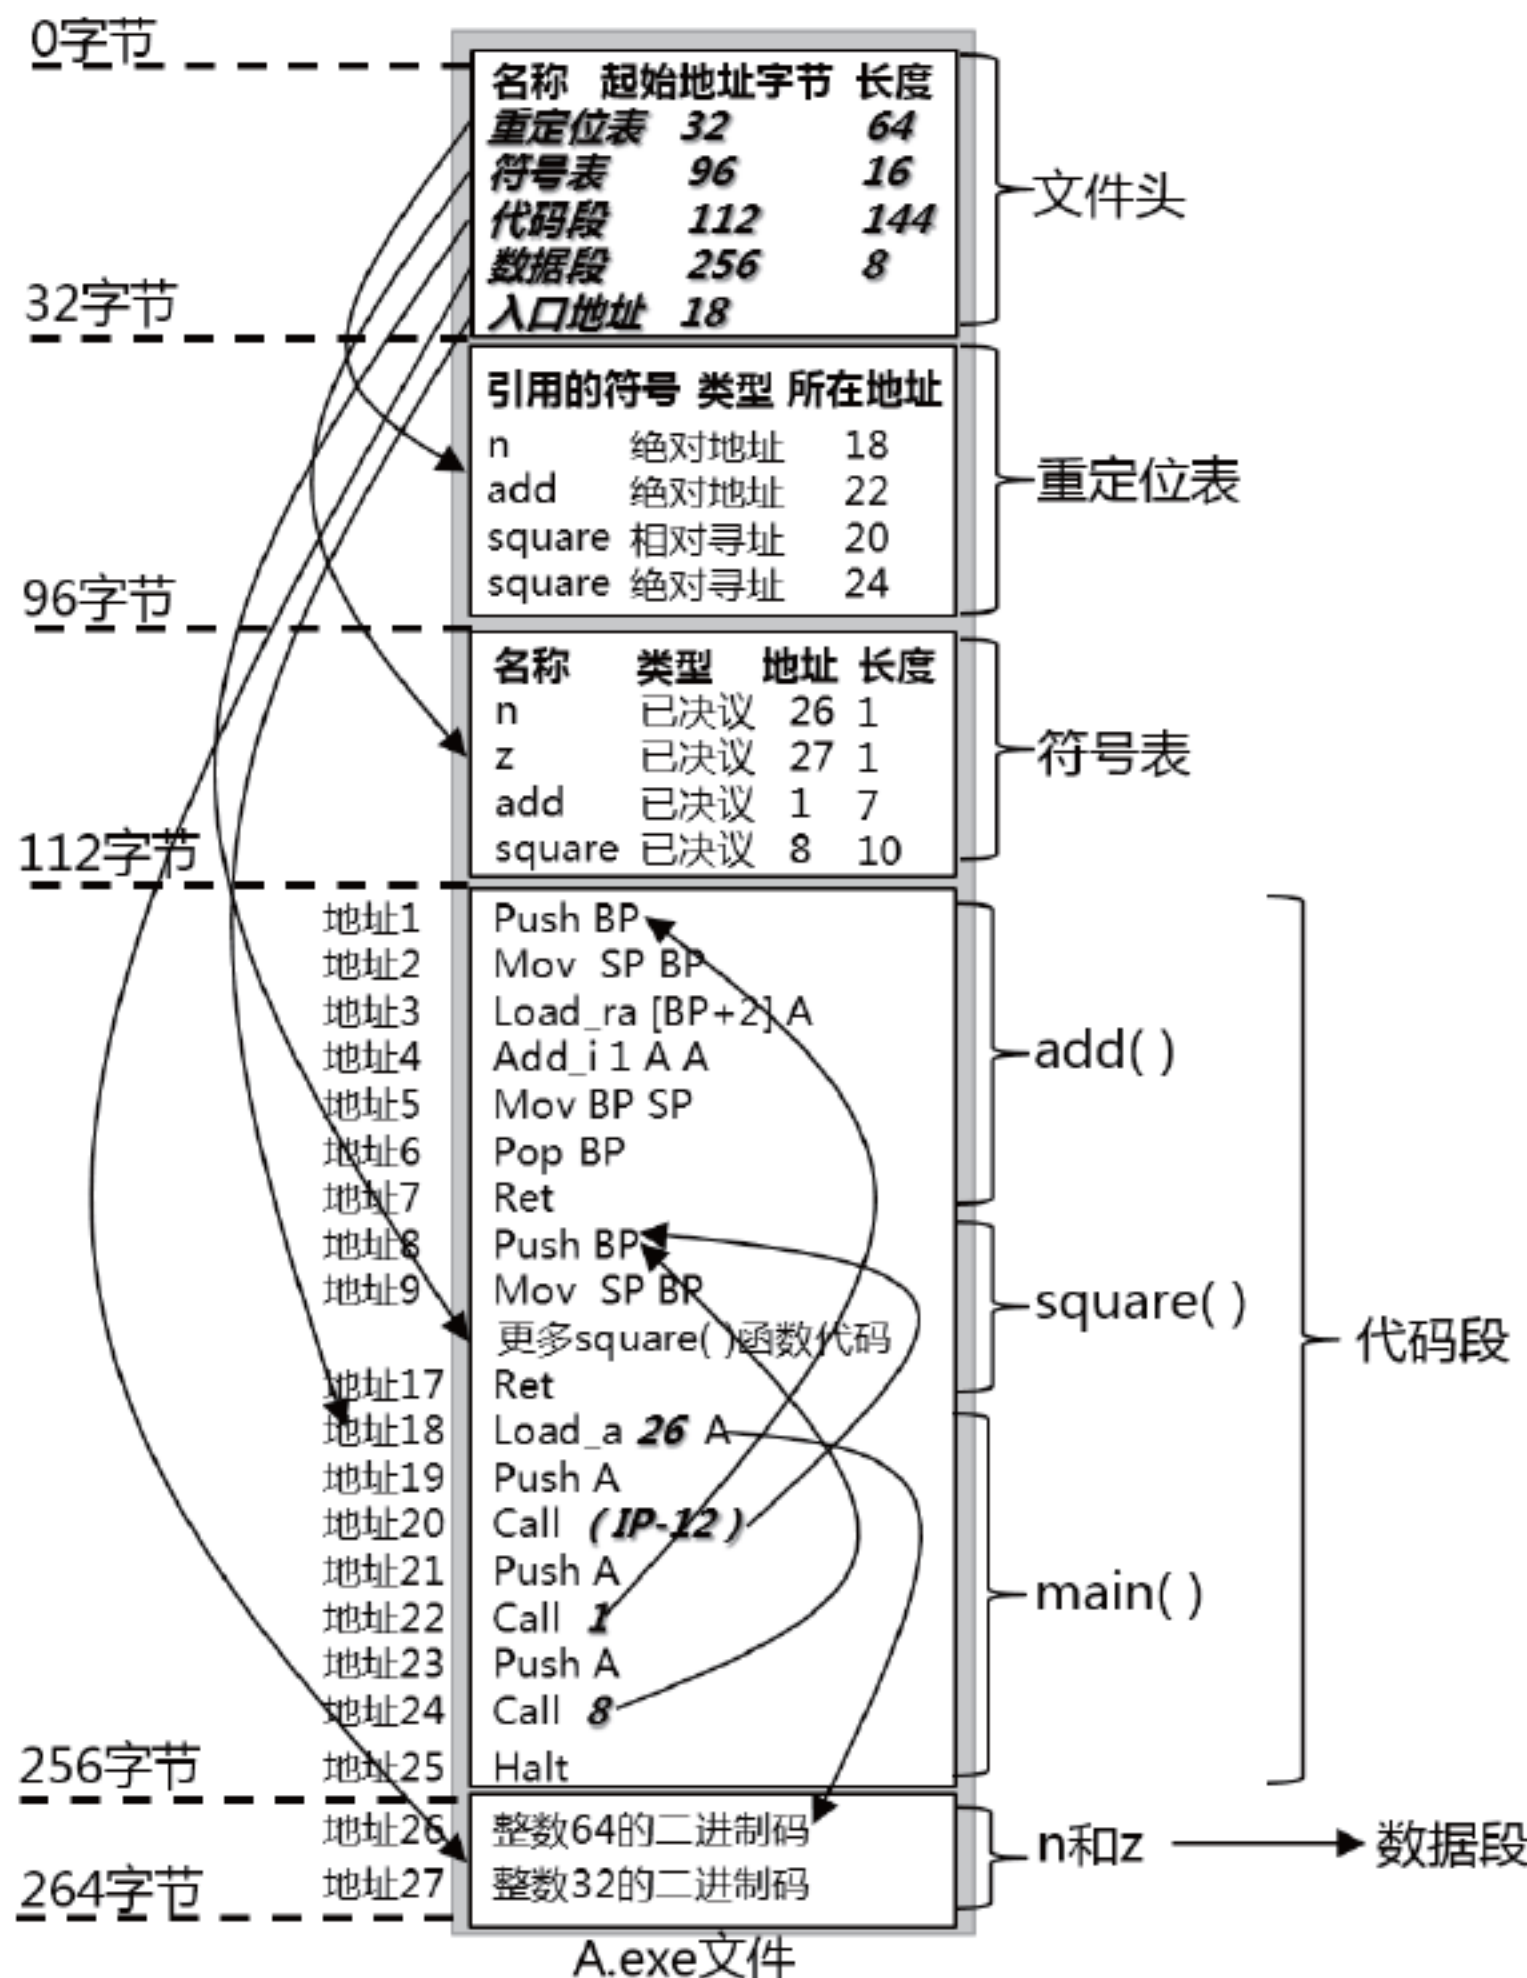 0字节
名称 起始地址字节 长度
重定位表 32 64
符号表 96 16
代码段 112 144
数据段 256 8
入口地址 18
文件头
32字节
引用的符号 类型 所在地址
n 绝对地址 18
add 绝对地址 22
square 相对寻址 20
square 绝对寻址 24
重定位表
96字节
名称 类型 地址 长度
n 已决议 26 1
z 已决议 27 1
add 已决议 1 7
square 已决议 8 10
符号表
112字节
地址1 Push BP
地址2 Mov SP BP
地址3 Load_ra [BP+2] A
地址4 Add_i 1 A A
地址5 Mov BP SP
地址6 Pop BP
地址7 Ret
add( )
地址8 Push BP
地址9 Mov SP BP
更多square( )函数代码
地址17 Ret
square( )
地址18 Load_a 26 A
地址19 Push A
地址20 Call (IP-12)
地址21 Push A
地址22 Call 1
地址23 Push A
地址24 Call 8
地址25 Halt
main( )
代码段
256字节
地址26 整数64的二进制码
地址27 整数32的二进制码
n和z
数据段
264字节
A.exe文件